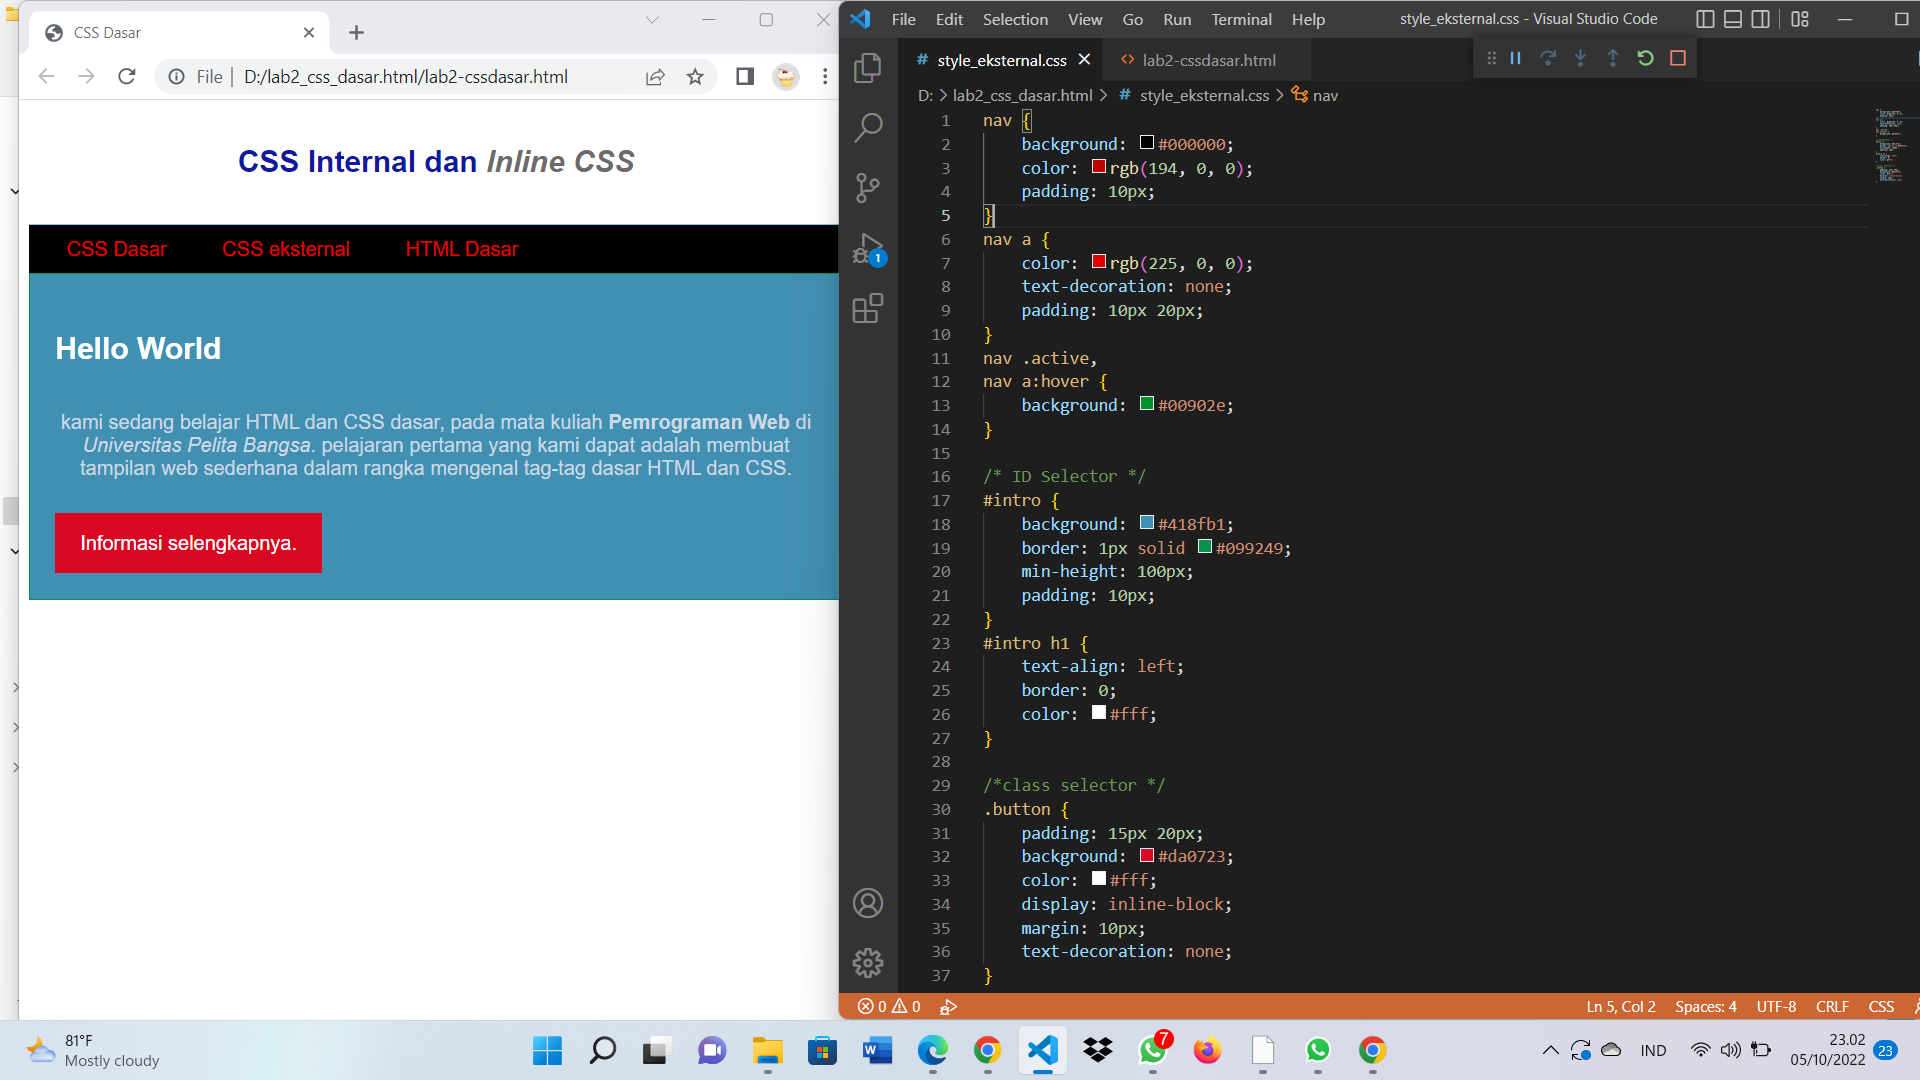 CSS Dasar
File | D:/lab2_css_dasar.html/lab2-cssdasar.html
CSS Internal dan Inline CSS
CSS Dasar CSS eksternal HTML Dasar
Hello World
kami sedang belajar HTML dan CSS dasar, pada mata kuliah Pemrograman Web di
Universitas Pelita Bangsa. pelajaran pertama yang kami dapat adalah membuat
tampilan web sederhana dalam rangka mengenal tag-tag dasar HTML dan CSS.
Informasi selengkapnya.
File Edit Selection View Go Run Terminal Help style_eksternal.css - Visual Studio Code
# style_eksternal.css <> lab2-cssdasar.html
D: > lab2_css_dasar.html > # style_eksternal.css > nav
1
1 nav {
2 background: #000000;
3 color: rgb(194, 0, 0);
4 padding: 10px;
5 }
6 nav a {
7 color: rgb(225, 0, 0);
8 text-decoration: none;
9 padding: 10px 20px;
10 }
11 nav .active,
12 nav a:hover {
13 background: #00902e;
14 }
15
16 /* ID Selector */
17 #intro {
18 background: #418fb1;
19 border: 1px solid #099249;
20 min-height: 100px;
21 padding: 10px;
22 }
23 #intro h1 {
24 text-align: left;
25 border: 0;
26 color: #fff;
27 }
28
29 /*class selector */
30 .button {
31 padding: 15px 20px;
32 background: #da0723;
33 color: #fff;
34 display: inline-block;
35 margin: 10px;
36 text-decoration: none;
37 }
0 0 Ln 5, Col 2 Spaces: 4 UTF-8 CRLF CSS
81°F
Mostly cloudy
7
IND
23.02
05/10/2022
23